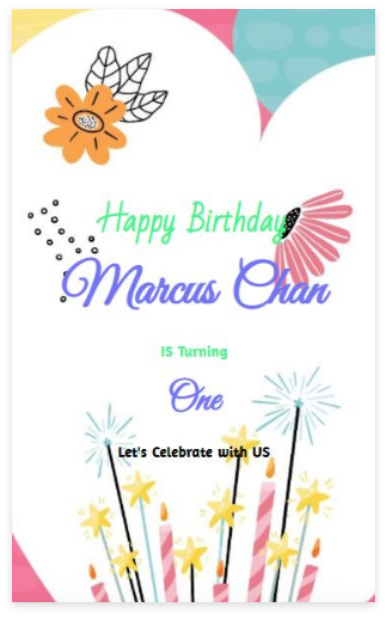 Happy Birthday
Marcus Chan
IS Turning
One
Let's Celebrate with US